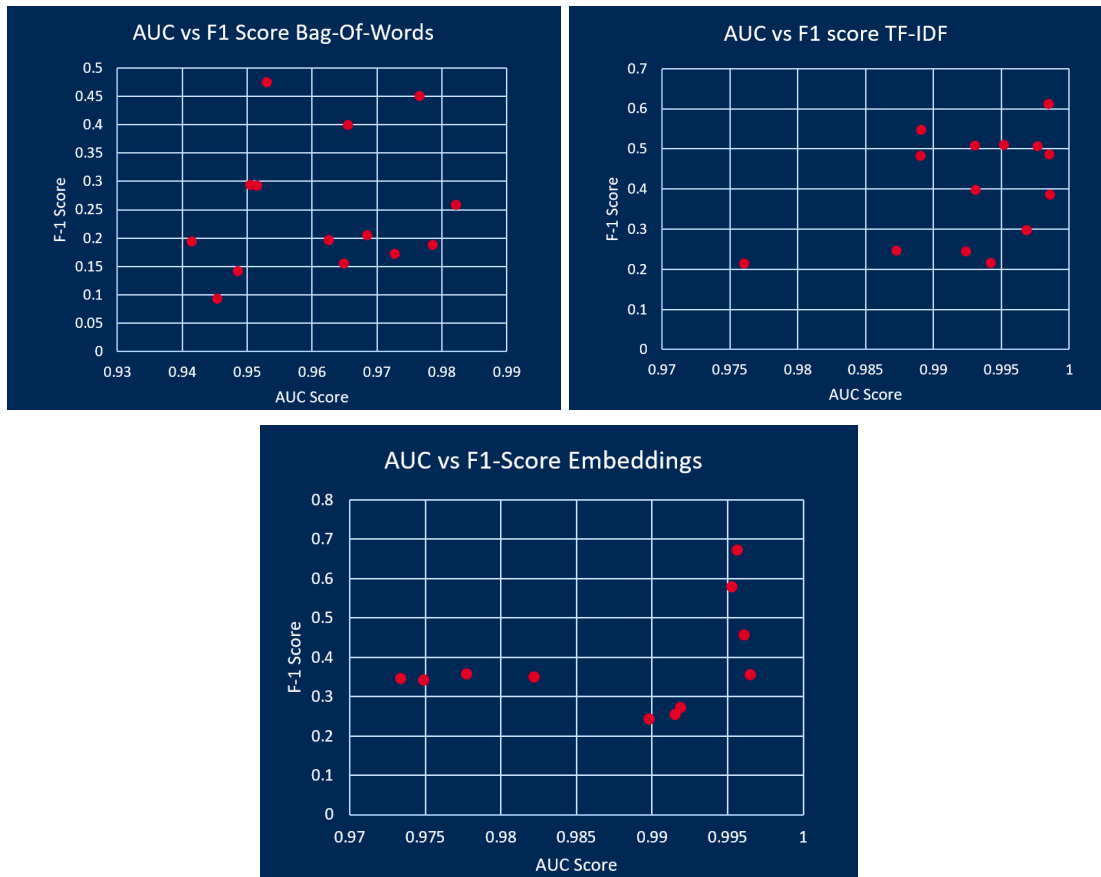 AUC vs F1 Score Bag-Of-Words
0.5
0.45
0.4
0.35
0.3
0.25
0.2
0.15
0.1
0.05
0
F-1 Score
0.93 0.94 0.95 0.96 0.97 0.98 0.99
AUC Score
AUC vs F1 score TF-IDF
0.7
0.6
0.5
0.4
0.3
0.2
0.1
0
F-1 Score
0.97 0.975 0.98 0.985 0.99 0.995 1
AUC Score
AUC vs F1-Score Embeddings
0.8
0.7
0.6
0.5
0.4
0.3
0.2
0.1
0
F-1 Score
0.97 0.975 0.98 0.985 0.99 0.995 1
AUC Score